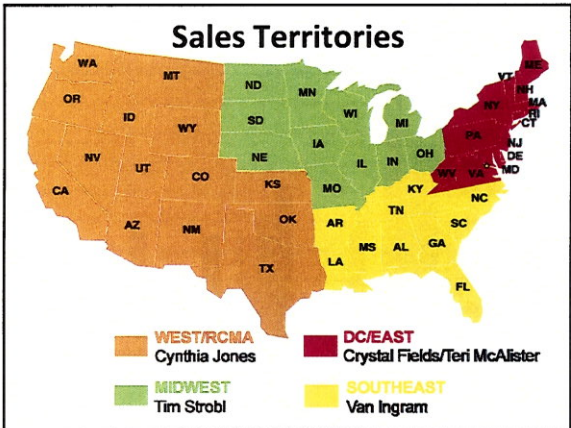 Sales Territories
WA
MT
ND
MN
ME
VT
NH
OR
ID
WY
SD
WI
MI
NY
MA
RI
CT
NV
UT
CO
NE
IA
IL
IN
OH
PA
NJ
DE
MD
CA
KS
MO
KY
WV
VA
AZ
NM
OK
AR
TN
NC
TX
LA
MS
AL
GA
SC
FL
WEST/RCMA
Cynthia Jones
DC/EAST
Crystal Fields/Teri McAlister
MIDWEST
Tim Strobl
SOUTHEAST
Van Ingram